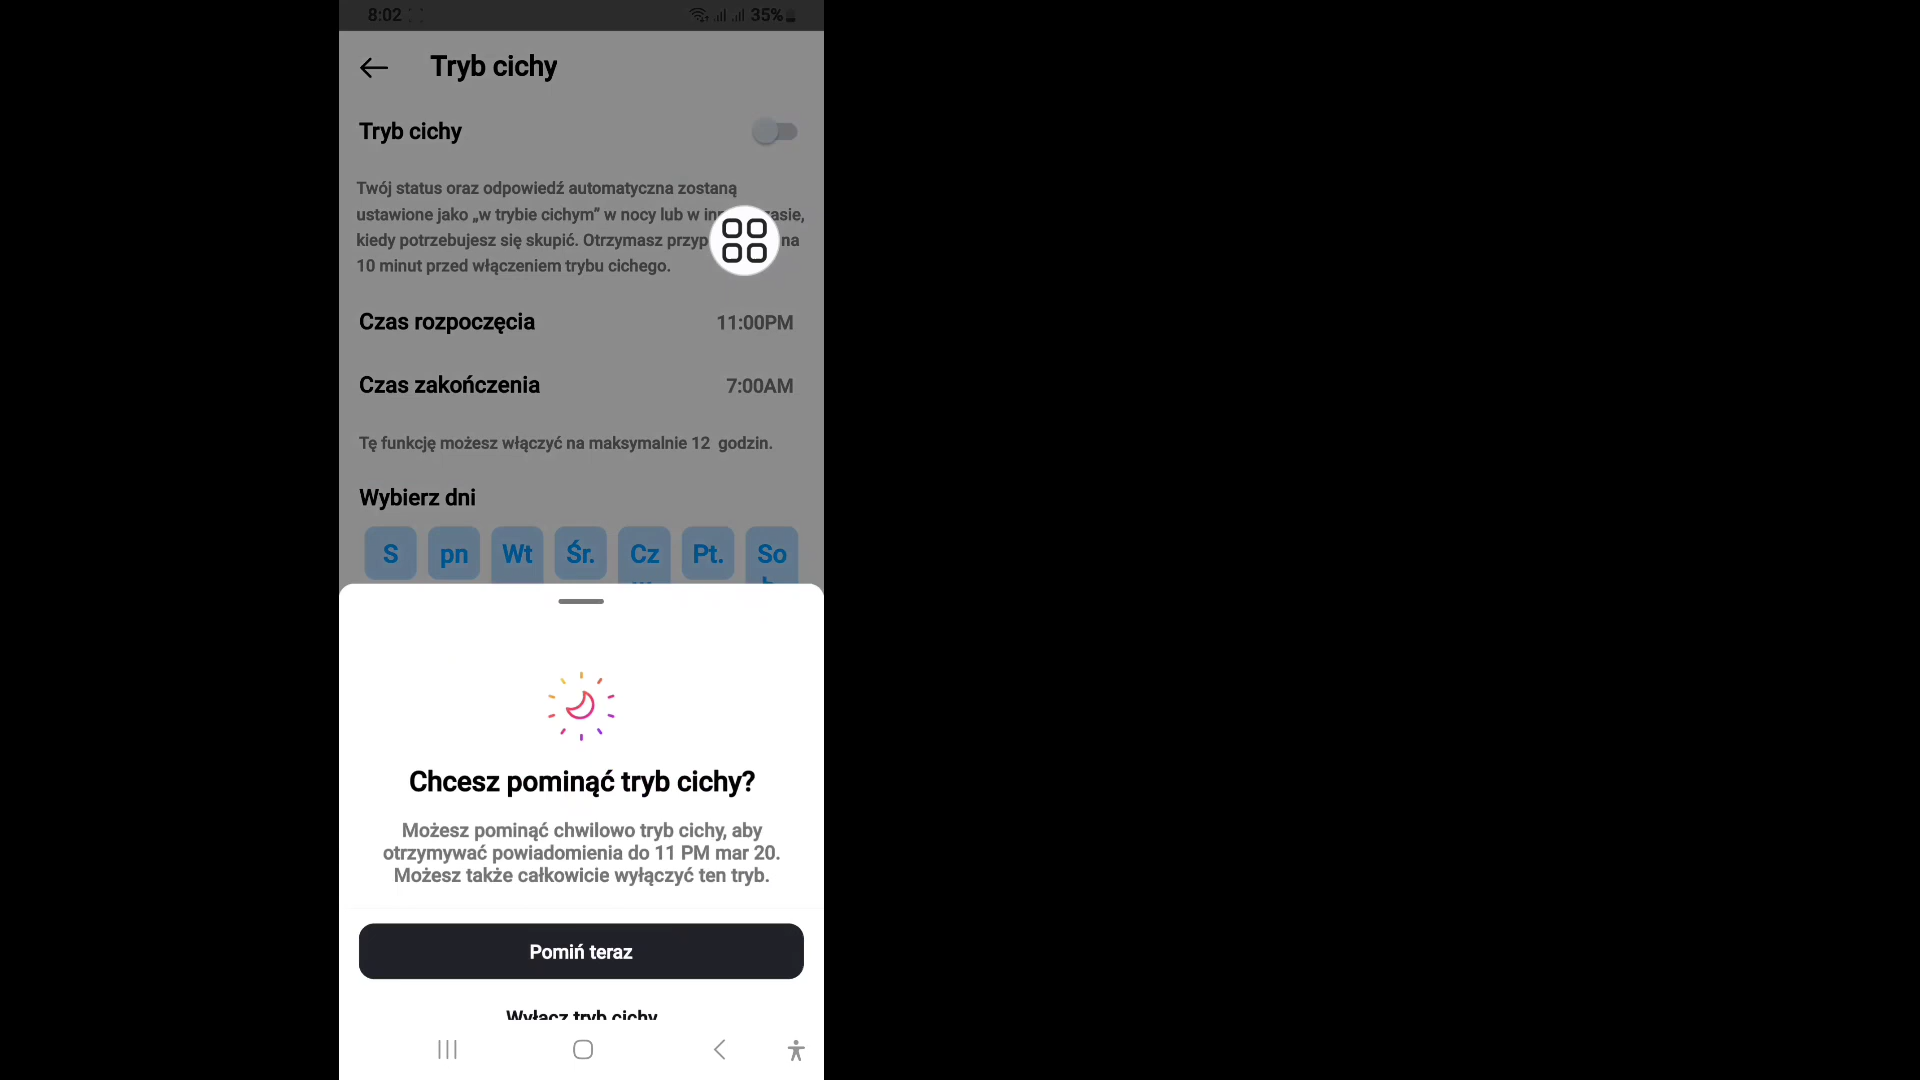 8:02
35%
Tryb cichy
Tryb cichy
Twój status oraz odpowiedź automatyczna zostaną
ustawione jako „w trybie cichym” w nocy lub w
kiedy potrzebujesz się skupić. Otrzymasz na
10 minut przed włączeniem trybu cichego.
Czas rozpoczęcia 11:00PM
Czas zakończenia 7:00AM
Tę funkcję możesz włączyć na maksymalnie 12 godzin.
Wybierz dni
S pn Wt Śr. Cz Pt. So
Chcesz pominąć tryb cichy?
Możesz pominąć chwilowo tryb cichy, aby
otrzymywać powiadomienia do 11 PM mar 20.
Możesz także całkowicie wyłączyć ten tryb.
Pomiń teraz
Wyłącz tryb cichy